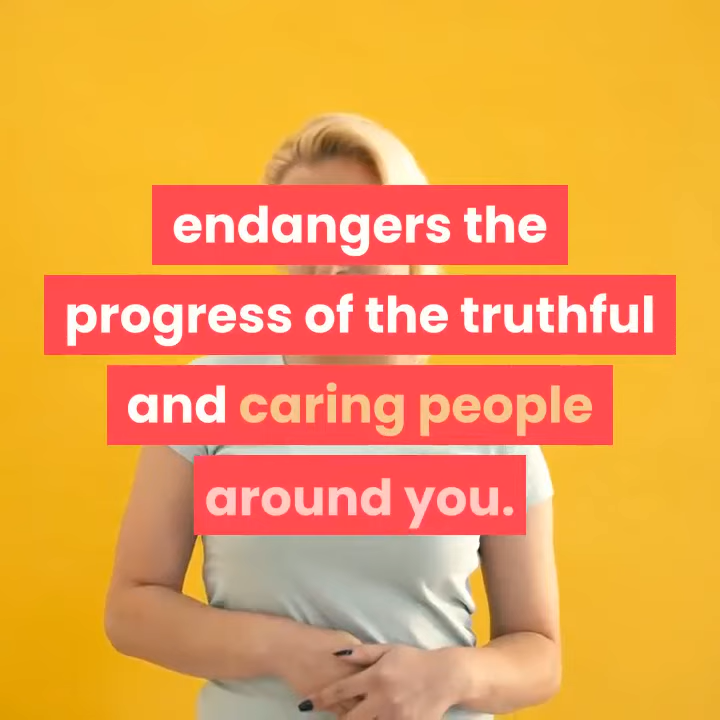 endangers the
progress of the truthful
and caring people
around you.